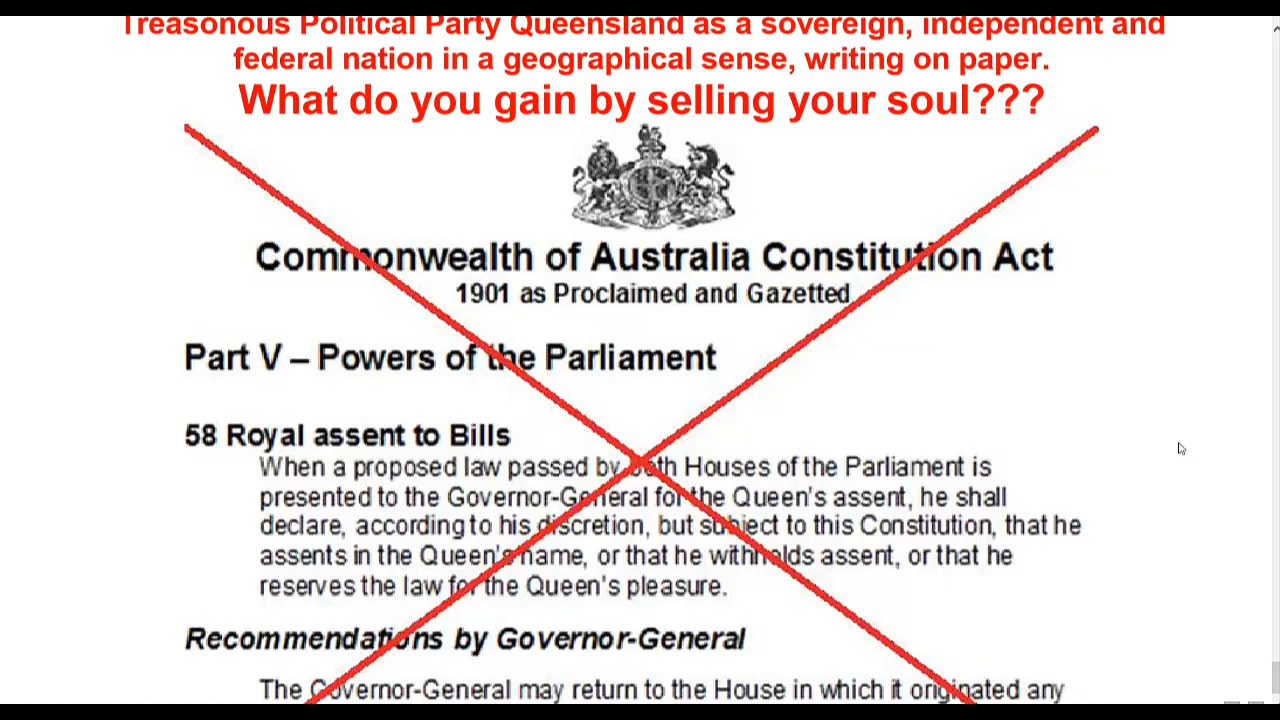 Treasonous Political Party Queensland as a sovereign, independent and
federal nation in a geographical sense, writing on paper.
What do you gain by selling your soul???
Commonwealth of Australia Constitution Act
1901 as Proclaimed and Gazetted
Part V – Powers of the Parliament
58 Royal assent to Bills
When a proposed law passed by both Houses of the Parliament is
presented to the Governor-General for the Queen's assent, he shall
declare, according to his discretion, but subject to this Constitution, that he
assents in the Queen's name, or that he withholds assent, or that he
reserves the law for the Queen's pleasure.
Recommendations by Governor-General
The Governor-General may return to the House in which it originated any